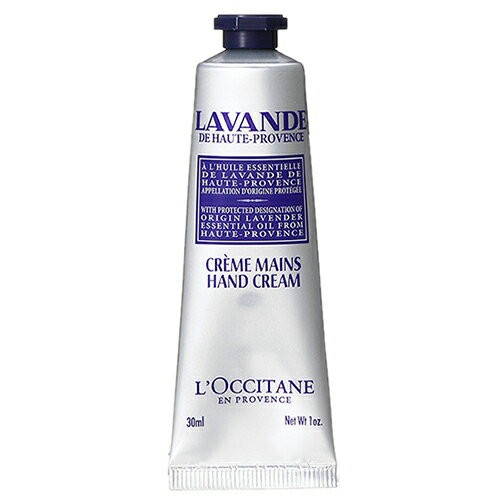 LAVANDE
DE HAUTE-PROVENCE
À L'HUILE ESSENTIELLE
DE LAVANDE DE
HAUTE-PROVENCE
APPELLATION D'ORIGINE PROTÉGÉE
WITH PROTECTED DESIGNATION OF
ORIGIN LAVENDER
ESSENTIAL OIL FROM
HAUTE-PROVENCE
CRÈME MAINS
HAND CREAM
L'OCCITANE
EN PROVENCE
30ml Net Wt 1oz.